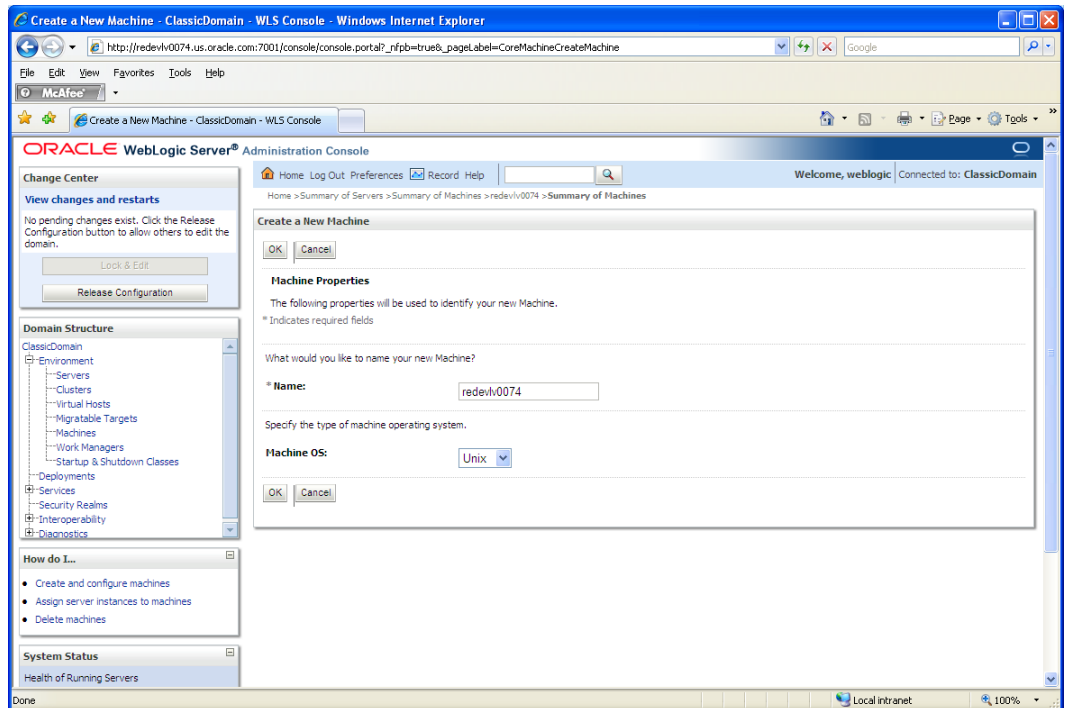 Create a New Machine - ClassicDomain - WLS Console - Windows Internet Explorer
http://redevlv0074.us.oracle.com:7001/console/console.portal?_nfpb=true&_pageLabel=CoreMachineCreateMachine
Google
File Edit View Favorites Tools Help
McAfee
Create a New Machine - ClassicDomain - WLS Console
Page Tools »
ORACLE WebLogic Server® Administration Console
Change Center
View changes and restarts
No pending changes exist. Click the Release
Configuration button to allow others to edit the
domain.
Lock & Edit
Release Configuration
Domain Structure
ClassicDomain
Environment
Servers
Clusters
Virtual Hosts
Migratable Targets
Machines
Work Managers
Startup & Shutdown Classes
Deployments
Services
Security Realms
Interoperability
Diagnostics
How do I...
Create and configure machines
Assign server instances to machines
Delete machines
System Status
Health of Running Servers
Home Log Out Preferences Record Help
Welcome, weblogic Connected to: ClassicDomain
Home >Summary of Servers >Summary of Machines >redevlv0074 >Summary of Machines
Create a New Machine
OK Cancel
Machine Properties
The following properties will be used to identify your new Machine.
* Indicates required fields
What would you like to name your new Machine?
* Name: redevlv0074
Specify the type of machine operating system.
Machine OS: Unix
OK Cancel
Done
Local intranet
100%